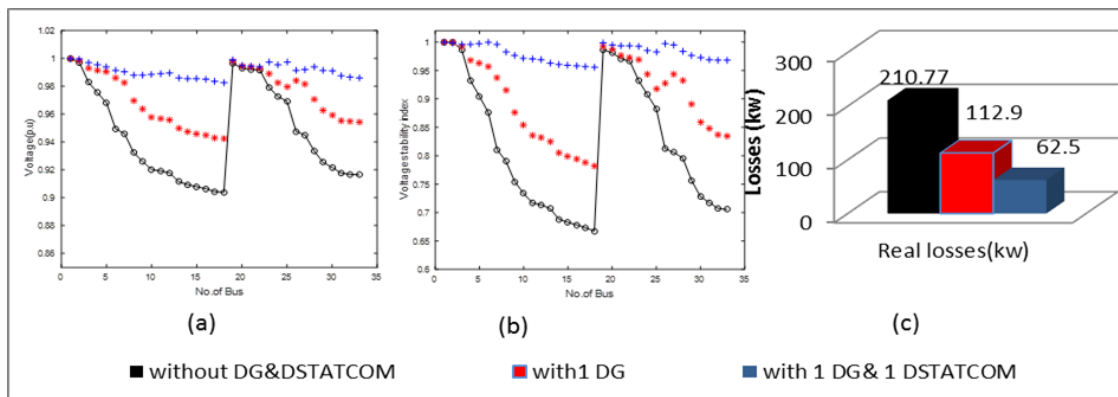 1.02
1
0.98
0.96
0.94
0.92
0.9
0.88
0.86
Voltage(p.u)
0 5 10 15 20 25 30 35
No.of Bus
(a)
1
0.95
0.9
0.85
0.8
0.75
0.7
0.65
0.6
Voltage stability index
0 5 10 15 20 25 30 35
No.of Bus
(b)
300
200
100
0
Losses (kw)
210.77
112.9
62.5
Real losses(kw)
(c)
without DG&DSTATCOM
with1 DG
with 1 DG& 1 DSTATCOM